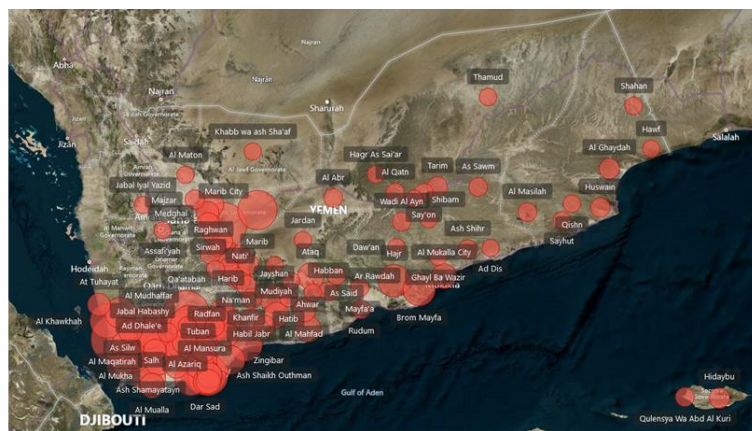 Najran
Abha
Najran
Thamud
Shahan
Najran
Sharurah
Jizan
Khabb wa ash Sha'af
Hawf
Salalah
Al Maton
Hagr As Sai'ar
Al Ghaydah
Al Qatn
Tarim
As Sawm
Jabal Iyal Yazid
Marib City
Al Abr
Huswain
Majzar
Wadi Al Ayn
Shibam
Al Masilah
Medghal
YEMEN
Jardan
Say'on
Raghwan
Ash Shihr
Qishn
Assafi'yah
Sirwah
Marib
Daw'an
Sayhut
Nati'
Ataq
Hajr
Al Mukalla City
Hodeidah
At Tuhayat
Qa'atabah
Harib
Jayshan
Habban
Ar Rawdah
Ghayl Ba Wazir
Ad Dis
Al Mudhaffar
Na'man
Mudiyah
As Said
Jabal Habashy
Radfan
Khanfir
Ahwar
Mayfa'a
Brom Mayfa
Al Khawkhah
Ad Dhale'e
Tuban
Hatib
Rudum
As Silw
Habil Jabr
Al Mahfad
Al Mansura
Al Maqatirah
Salh
Al Azariq
Zingibar
Al Mukha
Ash Shaikh Outhman
Hidaybu
Ash Shamayatayn
Gulf of Aden
Al Mualla
Dar Sad
Qulensya Wa Abd Al Kuri
DJIBOUTI